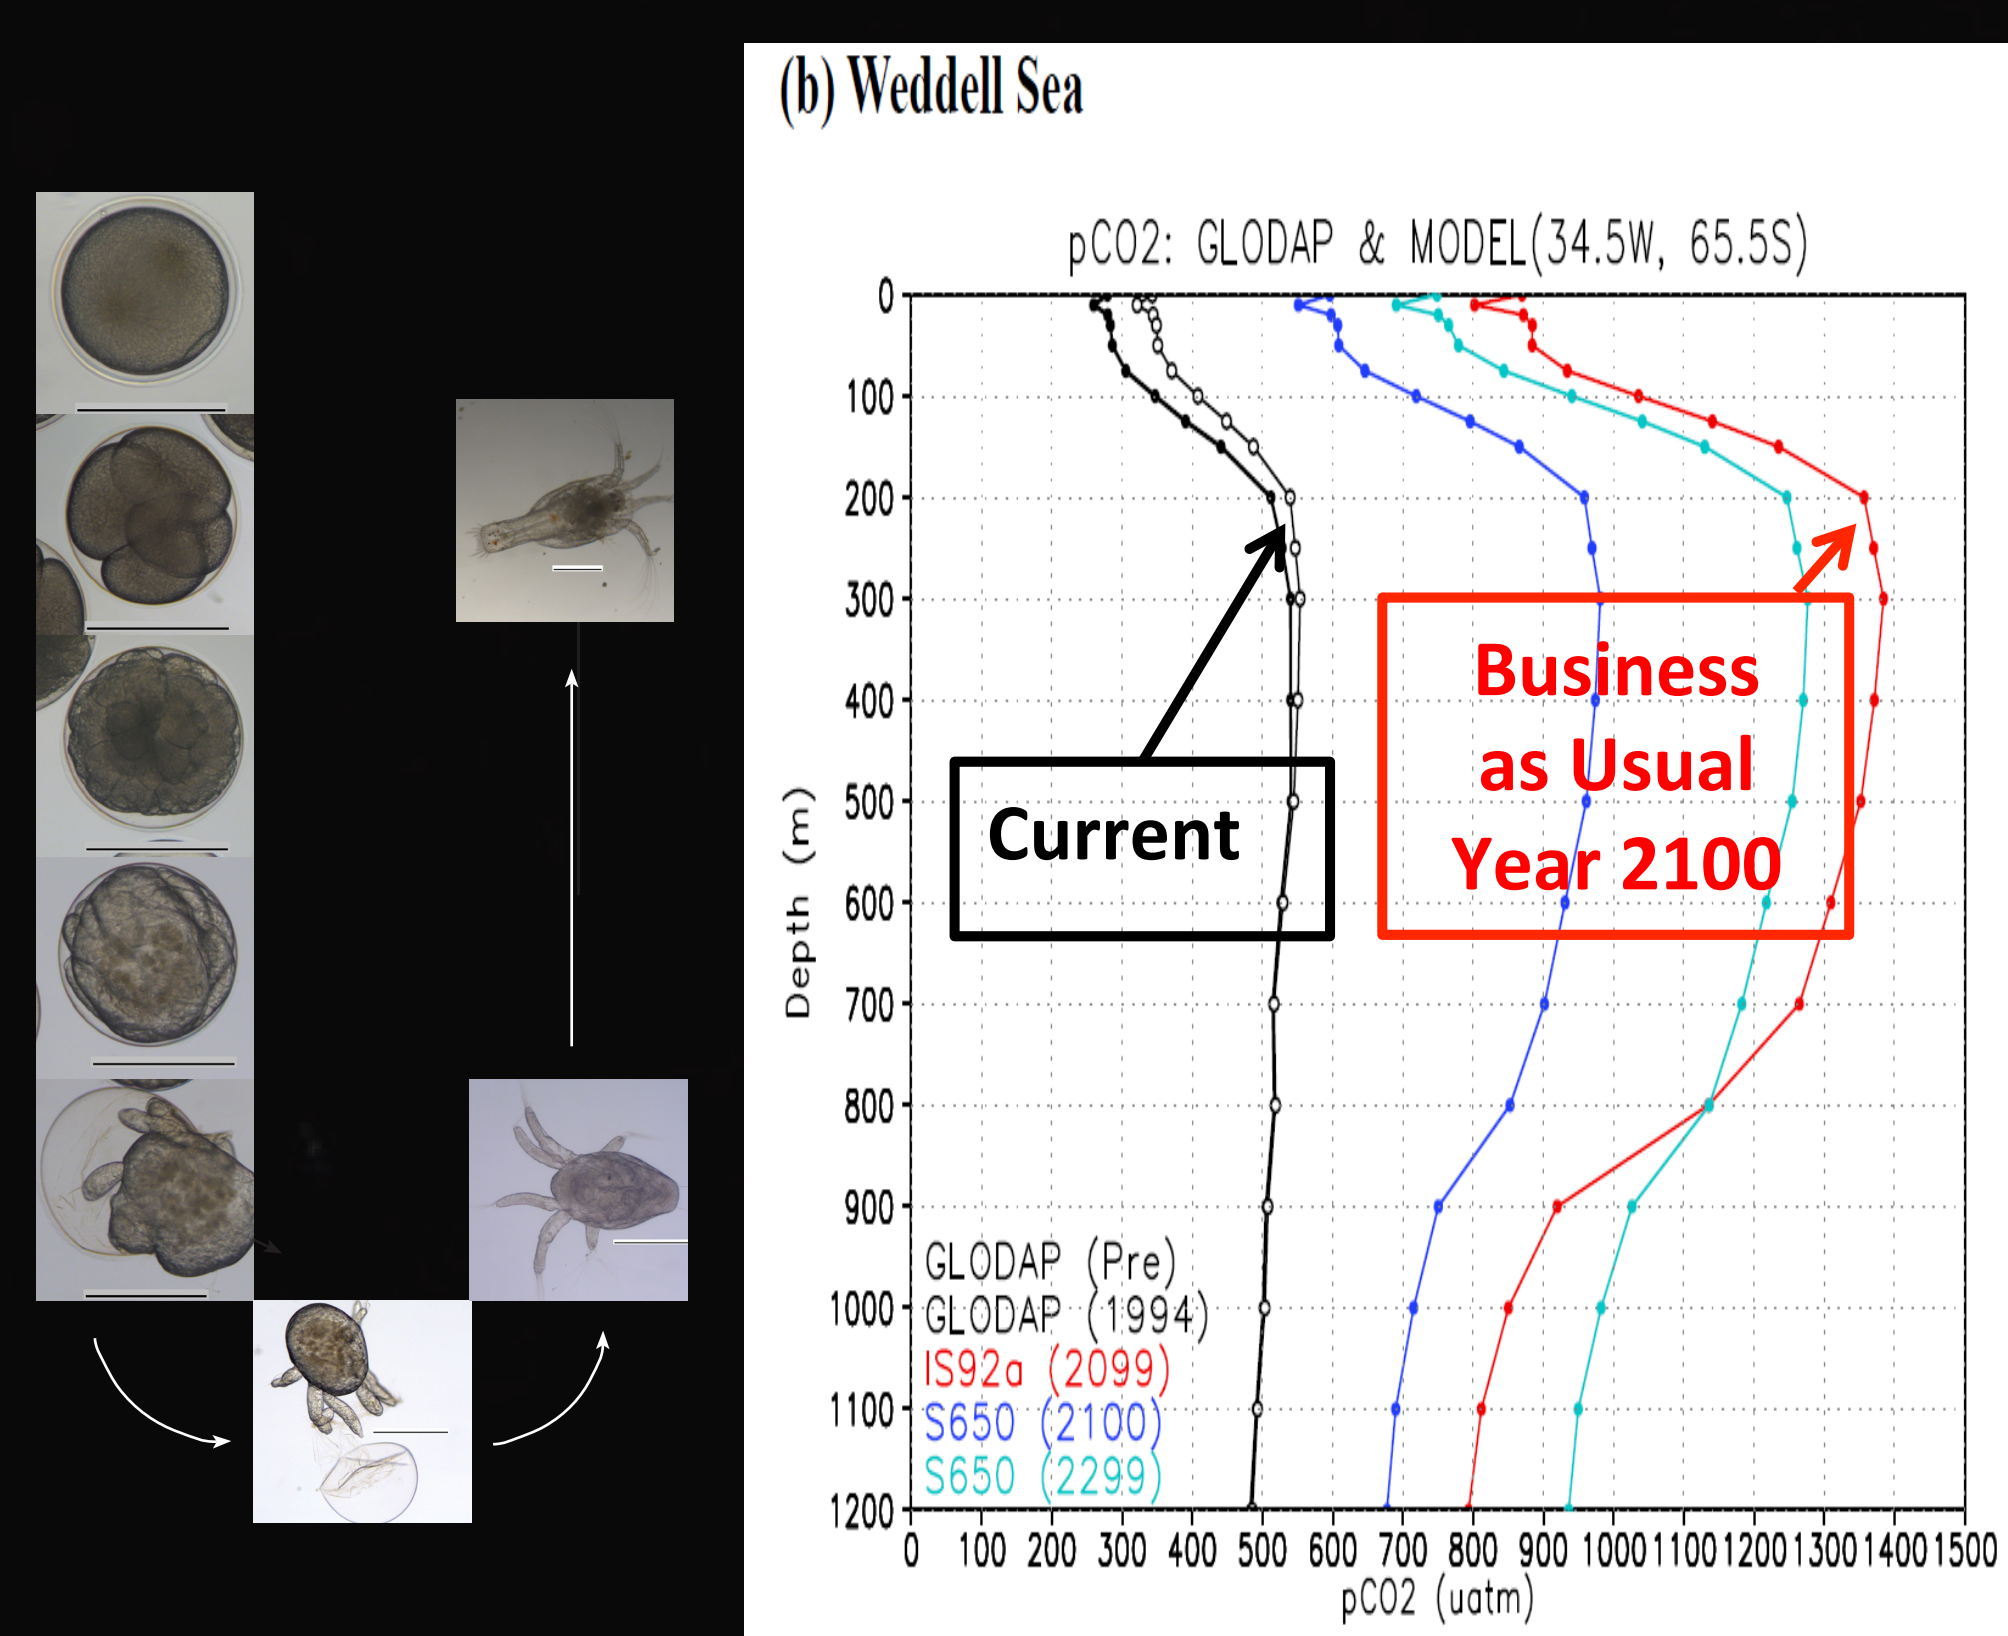 (b) Weddell Sea
pCO2: GLODAP & MODEL(34.5W, 65.5S)
0
100
200
300
400
500
600
700
800
900
1000
1100
1200
Depth (m)
Current
Business
as Usual
Year 2100
GLODAP (Pre)
GLODAP (1994)
IS92a (2099)
S650 (2100)
S650 (2299)
0 100 200 300 400 500 600 700 800 900 1000 1100 1200 1300 1400 1500
pCO2 (uatm)